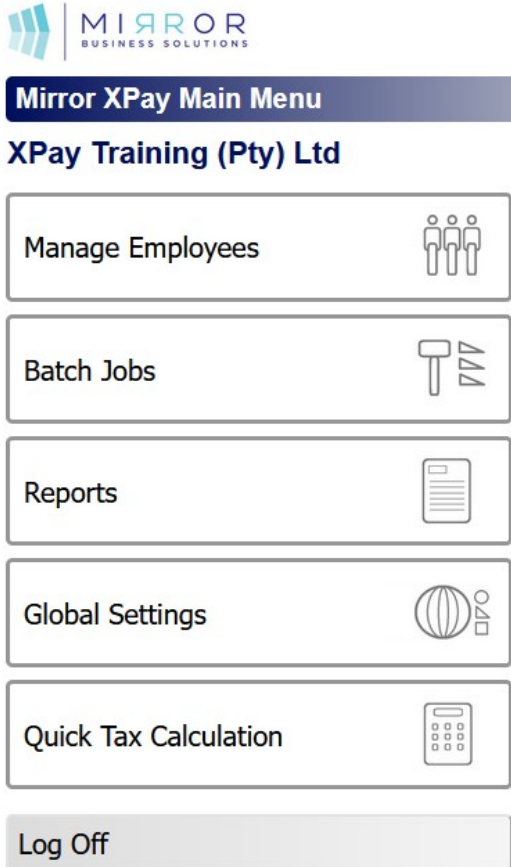 MIRROR
BUSINESS SOLUTIONS
Mirror XPay Main Menu
XPay Training (Pty) Ltd
Manage Employees
Batch Jobs
Reports
Global Settings
Quick Tax Calculation
Log Off